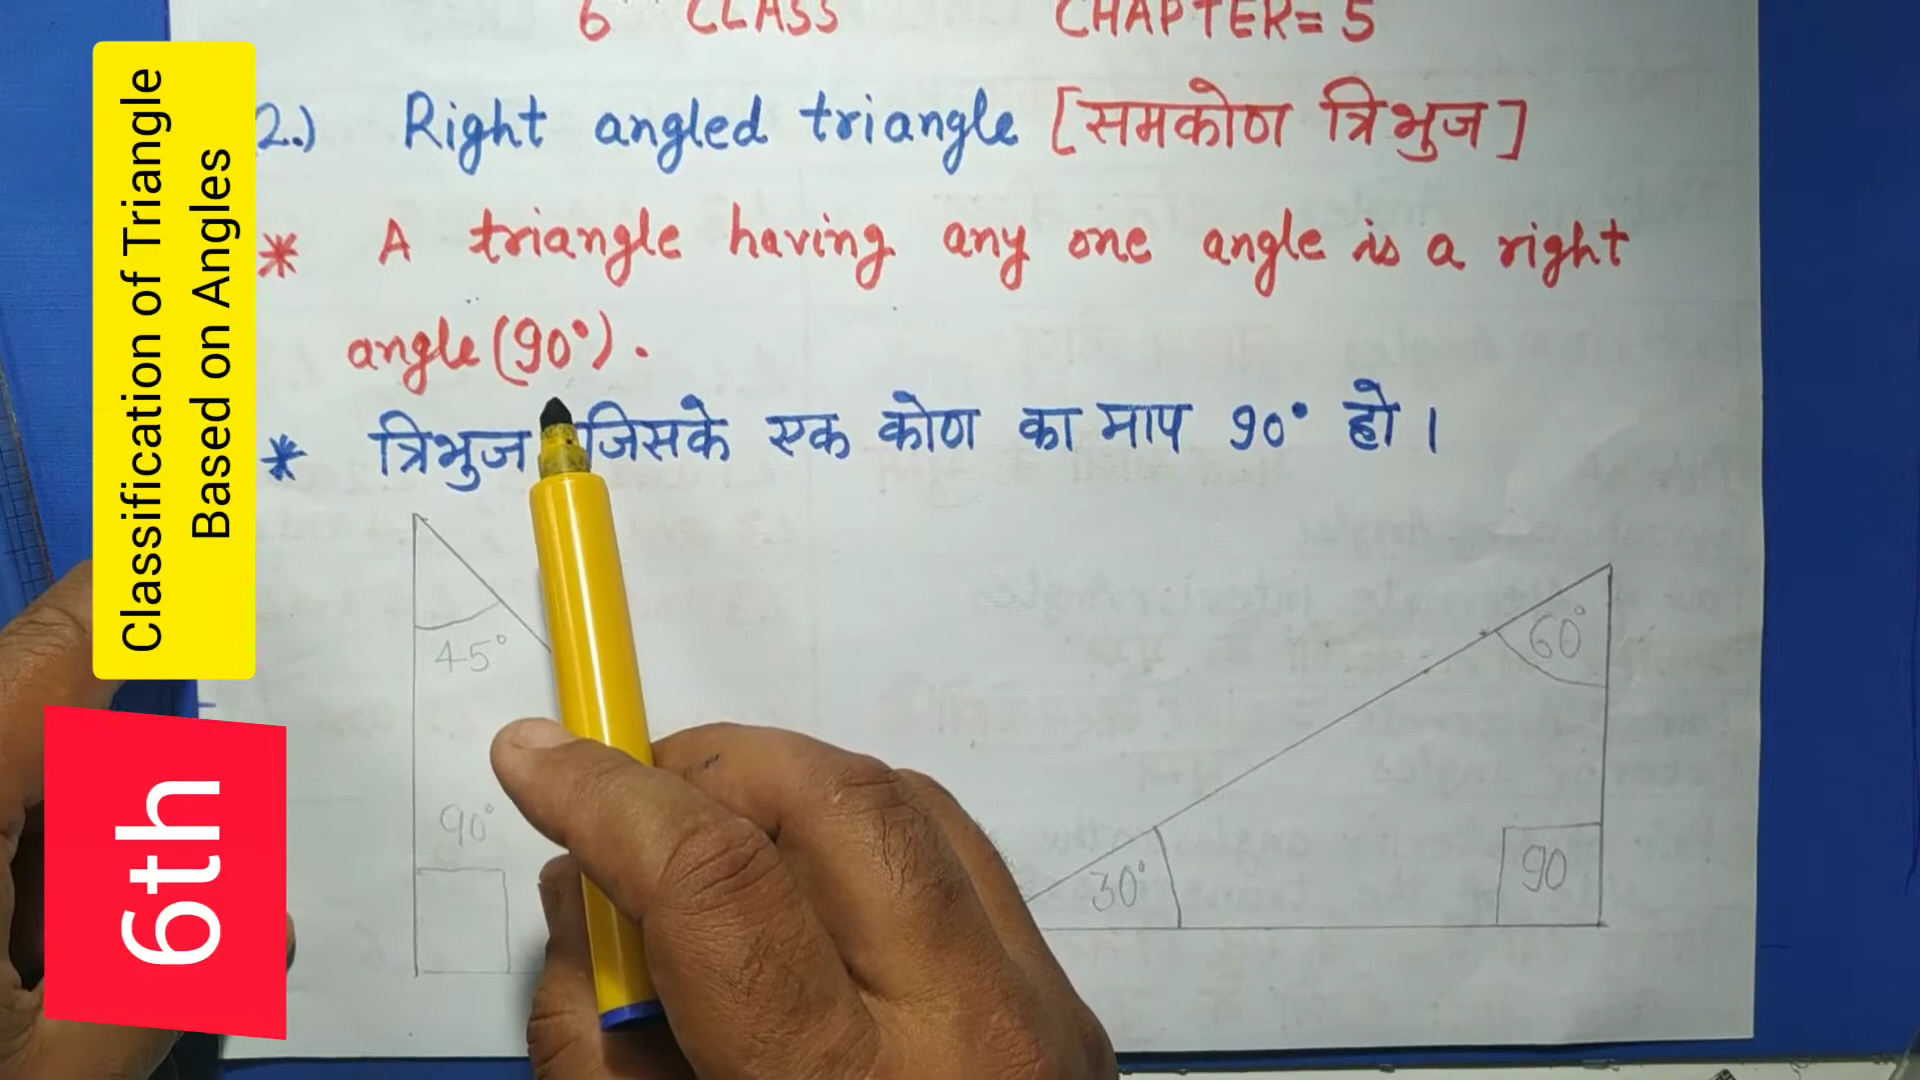 6 CLASS CHAPTER= 5
2.) Right angled triangle [समकोण त्रिभुज]
* A triangle having any one angle is a right
angle (90°).
* त्रिभुज जिसके एक कोण का माप 90° हो।
45°
90°
60°
30°
90
Classification of Triangle
Based on Angles
6th